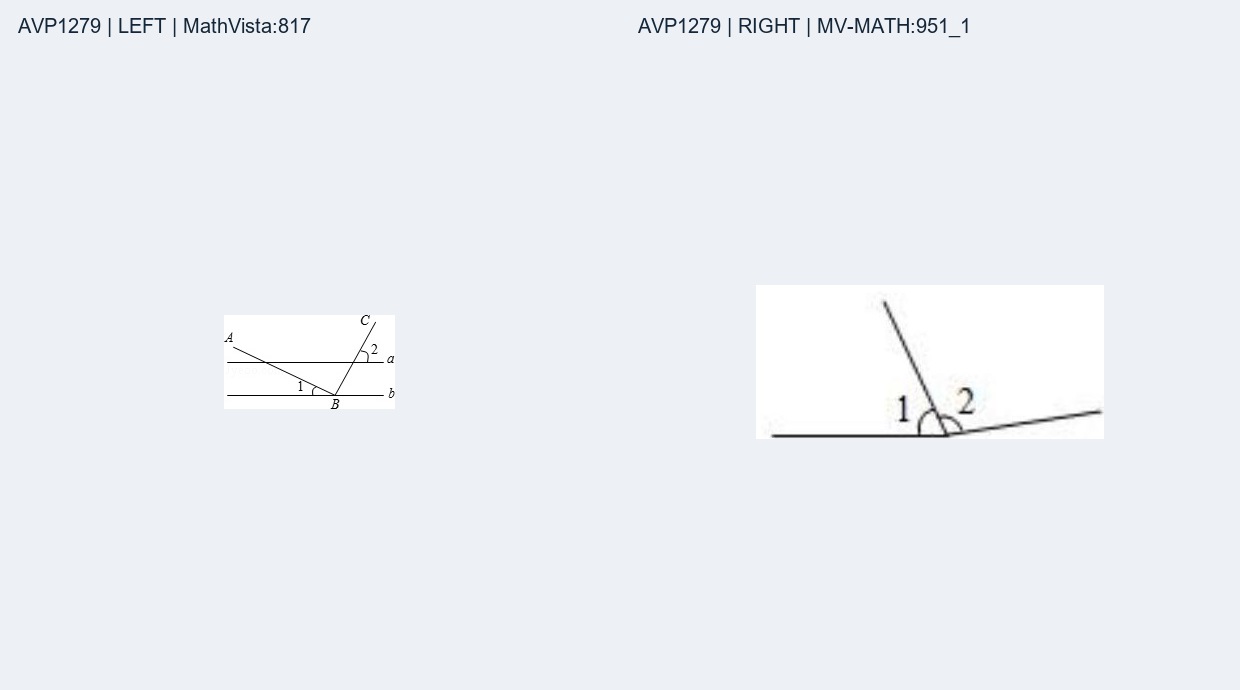 AVP1279 | LEFT | MathVista:817
AVP1279 | RIGHT | MV-MATH:951_1
C
A
2
a
1
b
B
1 2